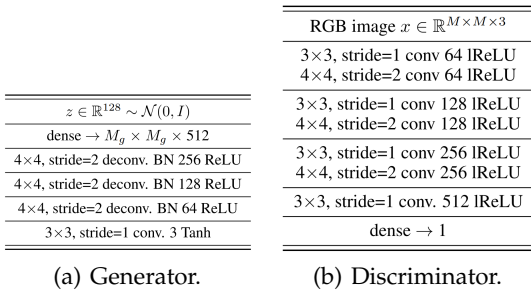 z ∈ ℝ¹²⁸ ∼ 𝒩(0, I)
dense → M_g × M_g × 512
4×4, stride=2 deconv. BN 256 ReLU
4×4, stride=2 deconv. BN 128 ReLU
4×4, stride=2 deconv. BN 64 ReLU
3×3, stride=1 conv. 3 Tanh
(a) Generator.
RGB image x ∈ ℝ^{M×M×3}
3×3, stride=1 conv 64 lReLU
4×4, stride=2 conv 64 lReLU
3×3, stride=1 conv 128 lReLU
4×4, stride=2 conv 128 lReLU
3×3, stride=1 conv 256 lReLU
4×4, stride=2 conv 256 lReLU
3×3, stride=1 conv. 512 lReLU
dense → 1
(b) Discriminator.